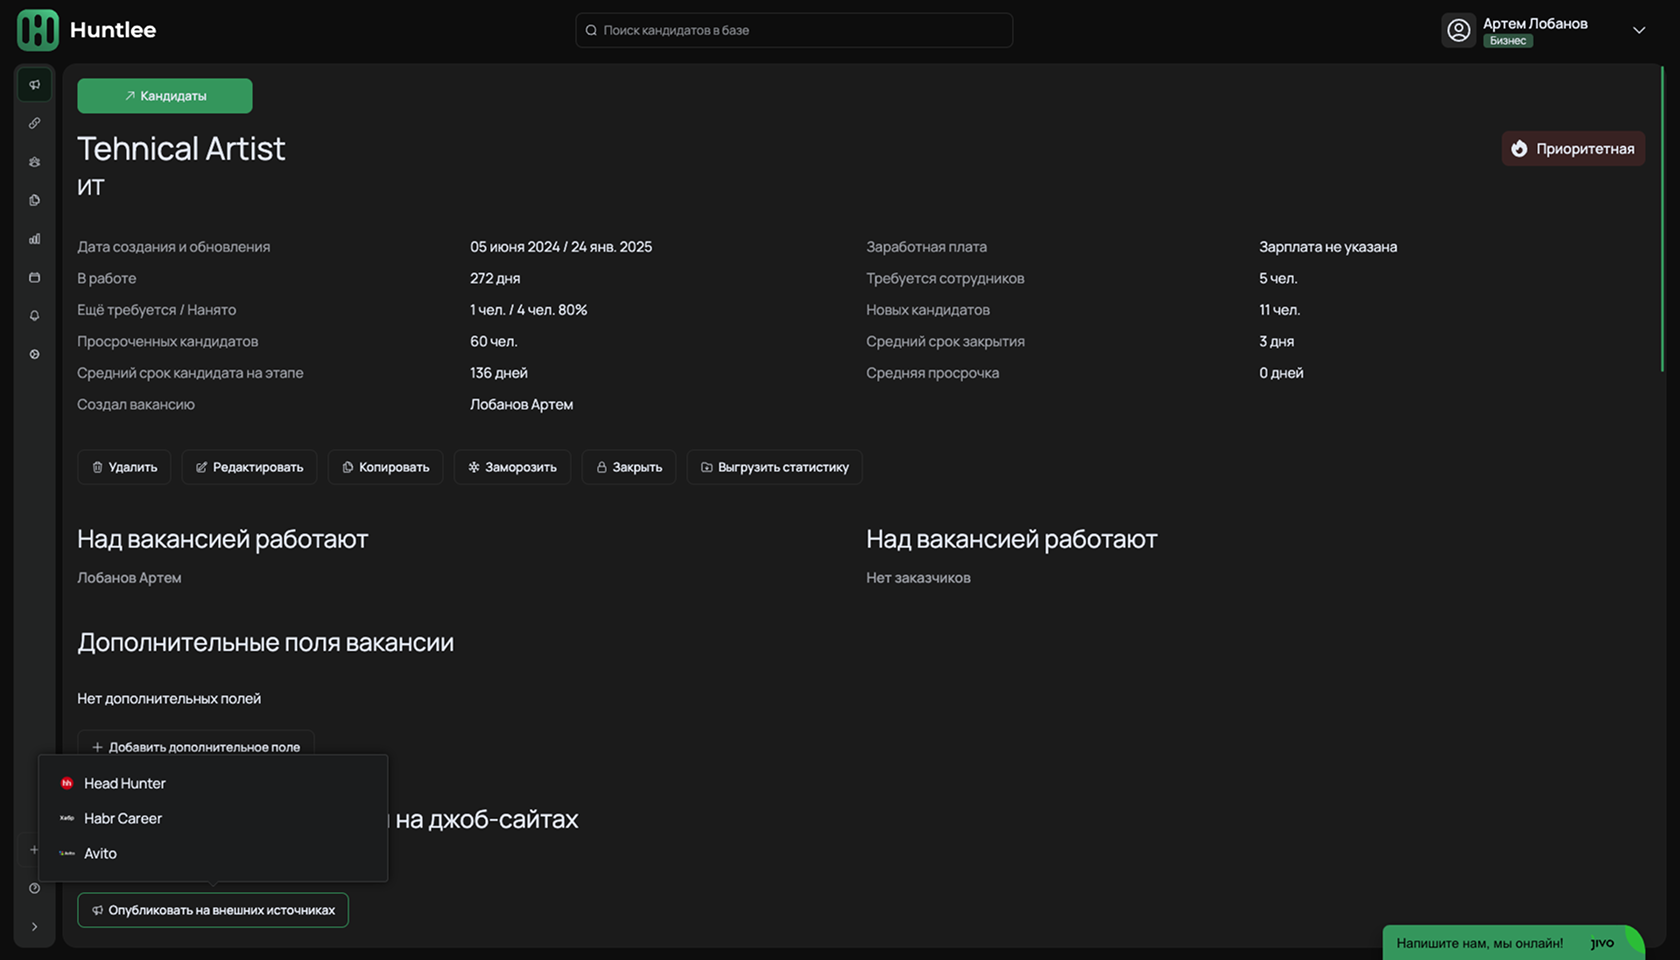 Huntlee
Поиск кандидатов в базе
Артем Лобанов
Бизнес
Кандидаты
Tehnical Artist
Приоритетная
ИТ
Дата создания и обновления 05 июня 2024 / 24 янв. 2025 Заработная плата Зарплата не указана
В работе 272 дня Требуется сотрудников 5 чел.
Ещё требуется / Нанято 1 чел. / 4 чел. 80% Новых кандидатов 11 чел.
Просроченных кандидатов 60 чел. Средний срок закрытия 3 дня
Средний срок кандидата на этапе 136 дней Средняя просрочка 0 дней
Создал вакансию Лобанов Артем
Удалить Редактировать Копировать Заморозить Закрыть Выгрузить статистику
Над вакансией работают Над вакансией работают
Лобанов Артем Нет заказчиков
Дополнительные поля вакансии
Нет дополнительных полей
+ Добавить дополнительное поле
hh Head Hunter
Хабр Habr Career
на джоб-сайтах
Avito Avito
Опубликовать на внешних источниках
Напишите нам, мы онлайн! jivo